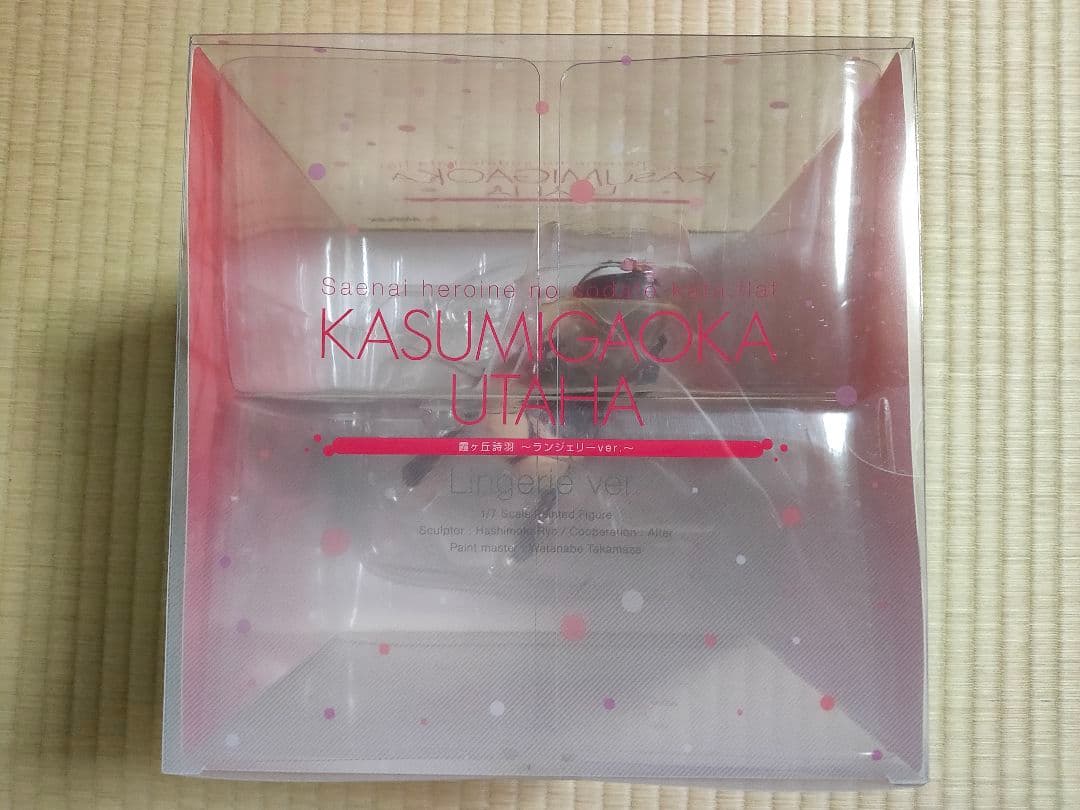 Saenai heroine no sodate-kata.flat
KASUMIGAOKA
UTAHA
霞ヶ丘詩羽 ～ランジェリーver.～
Lingerie ver.
1/7 Scale Painted Figure
Sculptor : Hashimoto Ryo / Cooperation : Alter
Paint master : Watanabe Takamasa
KASUMIGAOKA